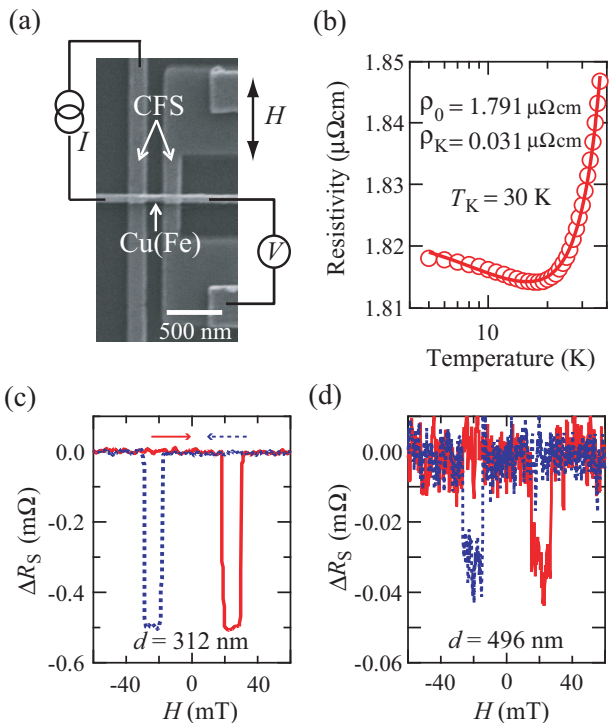 (a)
CFS
H
I
Cu(Fe)
V
500 nm
(b)
1.85
1.84
1.83
1.82
1.81
Resistivity (μΩcm)
ρ0 = 1.791 μΩcm
ρK = 0.031 μΩcm
TK = 30 K
10
Temperature (K)
(c)
0.0
-0.2
-0.4
-0.6
ΔRS (mΩ)
d = 312 nm
-40 0 40
H (mT)
(d)
0.00
-0.02
-0.04
-0.06
ΔRS (mΩ)
d = 496 nm
-40 0 40
H (mT)